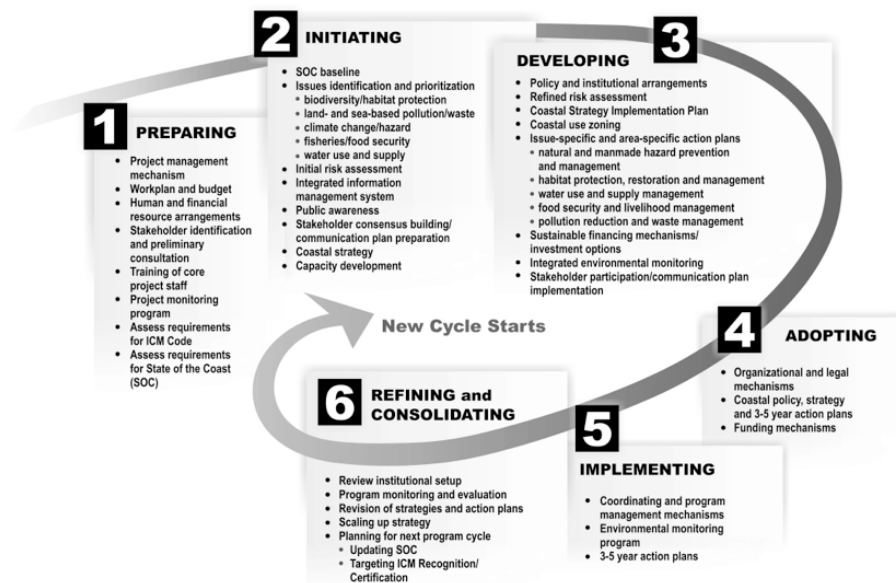 1 PREPARING
• Project management
mechanism
• Workplan and budget
• Human and financial
resource arrangements
• Stakeholder identification
and preliminary
consultation
• Training of core
project staff
• Project monitoring
program
• Assess requirements
for ICM Code
• Assess requirements
for State of the Coast
(SOC)
2 INITIATING
• SOC baseline
• Issues identification and prioritization
• biodiversity/habitat protection
• land- and sea-based pollution/waste
• climate change/hazard
• fisheries/food security
• water use and supply
• Initial risk assessment
• Integrated information
management system
• Public awareness
• Stakeholder consensus building/
communication plan preparation
• Coastal strategy
• Capacity development
3
DEVELOPING
• Policy and institutional arrangements
• Refined risk assessment
• Coastal Strategy Implementation Plan
• Coastal use zoning
• Issue-specific and area-specific action plans
• natural and manmade hazard prevention
and management
• habitat protection, restoration and management
• water use and supply management
• food security and livelihood management
• pollution reduction and waste management
• Sustainable financing mechanisms/
investment options
• Integrated environmental monitoring
• Stakeholder participation/communication plan
implementation
4 ADOPTING
• Organizational and legal
mechanisms
• Coastal policy, strategy
and 3-5 year action plans
• Funding mechanisms
5
IMPLEMENTING
• Coordinating and program
management mechanisms
• Environmental monitoring
program
• 3-5 year action plans
6 REFINING and
CONSOLIDATING
• Review institutional setup
• Program monitoring and evaluation
• Revision of strategies and action plans
• Scaling up strategy
• Planning for next program cycle
• Updating SOC
• Targeting ICM Recognition/
Certification
New Cycle Starts